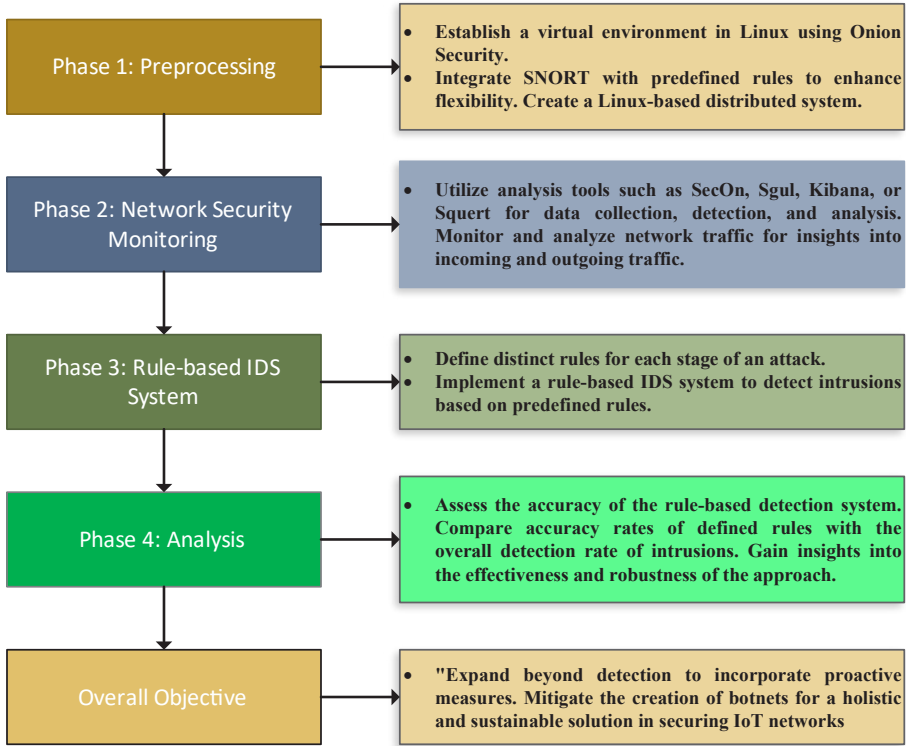 Phase 1: Preprocessing
• Establish a virtual environment in Linux using Onion
Security.
• Integrate SNORT with predefined rules to enhance
flexibility. Create a Linux-based distributed system.
Phase 2: Network Security
Monitoring
• Utilize analysis tools such as SecOn, Sgul, Kibana, or
Squert for data collection, detection, and analysis.
Monitor and analyze network traffic for insights into
incoming and outgoing traffic.
Phase 3: Rule-based IDS
System
• Define distinct rules for each stage of an attack.
• Implement a rule-based IDS system to detect intrusions
based on predefined rules.
Phase 4: Analysis
• Assess the accuracy of the rule-based detection system.
Compare accuracy rates of defined rules with the
overall detection rate of intrusions. Gain insights into
the effectiveness and robustness of the approach.
Overall Objective
• "Expand beyond detection to incorporate proactive
measures. Mitigate the creation of botnets for a holistic
and sustainable solution in securing IoT networks